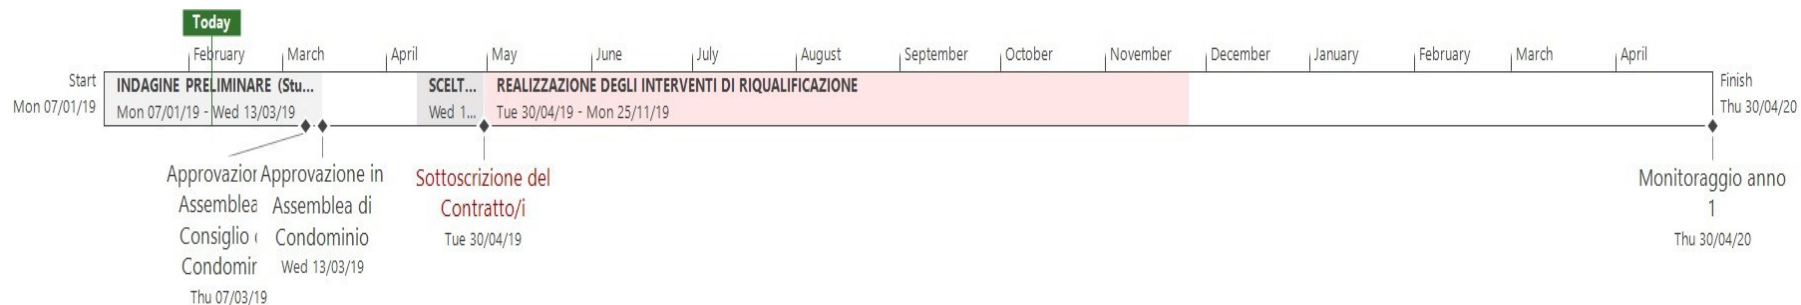 Today
February March April May June July August September October November December January February March April
Start
Mon 07/01/19
INDAGINE PRELIMINARE (Stu...
Mon 07/01/19 - Wed 13/03/19
SCELT...
Wed 1...
REALIZZAZIONE DEGLI INTERVENTI DI RIQUALIFICAZIONE
Tue 30/04/19 - Mon 25/11/19
Finish
Thu 30/04/20
Approvazion
Assemblea
Consiglio
Condomin
Thu 07/03/19
Approvazione in
Assemblea di
Condominio
Wed 13/03/19
Sottoscrizione del
Contratto/i
Tue 30/04/19
Monitoraggio anno
1
Thu 30/04/20